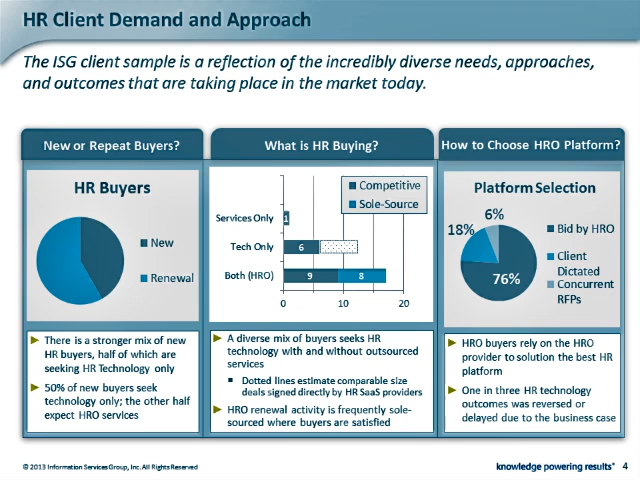 HR Client Demand and Approach
The ISG client sample is a reflection of the incredibly diverse needs, approaches,
and outcomes that are taking place in the market today.
New or Repeat Buyers?
What is HR Buying?
How to Choose HRO Platform?
HR Buyers
New
Renewal
Competitive
Sole-Source
Services Only
1
Tech Only
6
Both (HRO)
9
8
0
10
20
Platform Selection
6%
18%
76%
Bid by HRO
Client
Dictated
Concurrent
RFPs
There is a stronger mix of new
HR buyers, half of which are
seeking HR Technology only
50% of new buyers seek
technology only; the other half
expect HRO services
A diverse mix of buyers seeks HR
technology with and without outsourced
services
Dotted lines estimate comparable size
deals signed directly by HR SaaS providers
HRO renewal activity is frequently sole-
sourced where buyers are satisfied
HRO buyers rely on the HRO
provider to solution the best HR
platform
One in three HR technology
outcomes was reversed or
delayed due to the business case
© 2013 Information Services Group, Inc. All Rights Reserved
knowledge powering results® 4